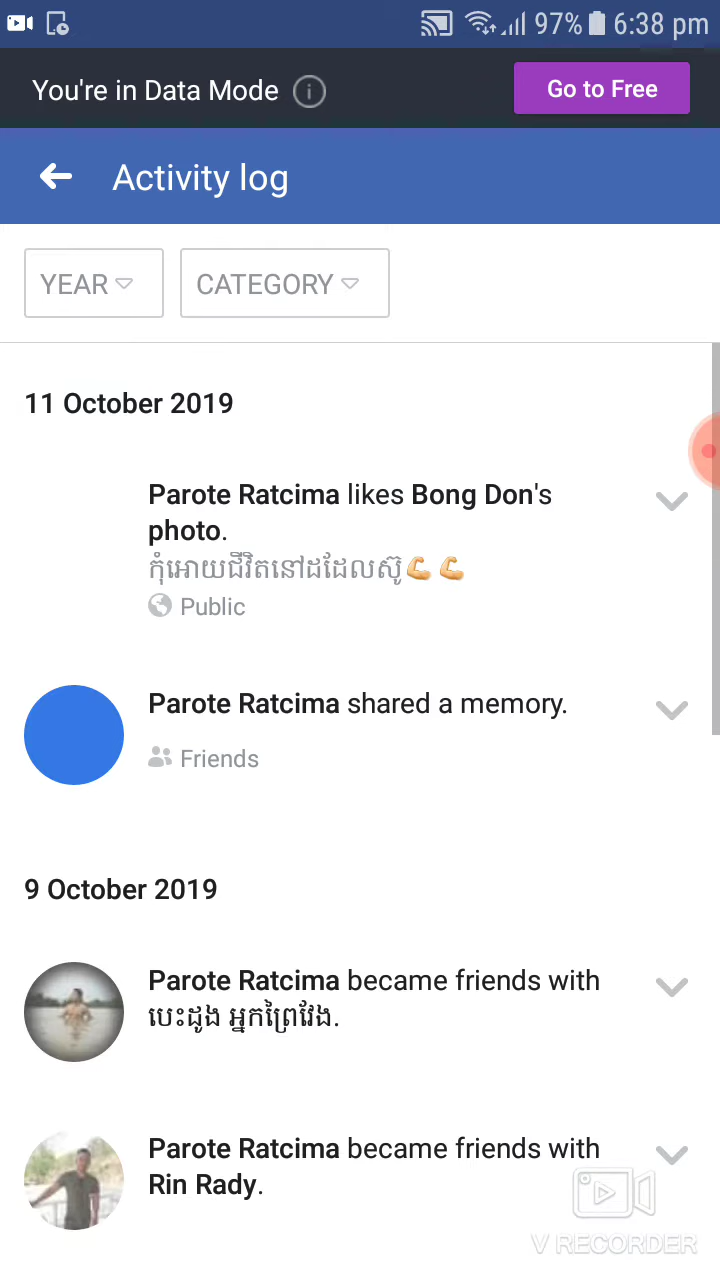 97% 6:38 pm
You're in Data Mode
Go to Free
Activity log
YEAR
CATEGORY
11 October 2019
Parote Ratcima likes Bong Don's
photo.
កុំអោយជីវិតនៅដដែលស៊ូ💪💪
Public
Parote Ratcima shared a memory.
Friends
9 October 2019
Parote Ratcima became friends with
បេះដូង អ្នកព្រៃវែង.
Parote Ratcima became friends with
Rin Rady.
V RECORDER